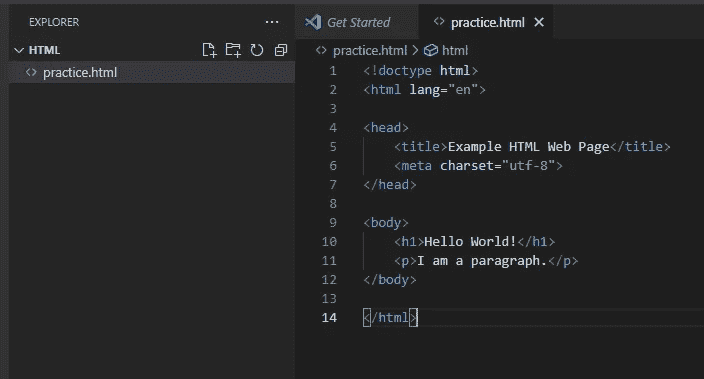 EXPLORER
HTML
practice.html
Get Started
practice.html
practice.html > html
1 <!doctype html>
2 <html lang="en">
3
4 <head>
5     <title>Example HTML Web Page</title>
6     <meta charset="utf-8">
7 </head>
8
9 <body>
10     <h1>Hello World!</h1>
11     <p>I am a paragraph.</p>
12 </body>
13
14 </html>